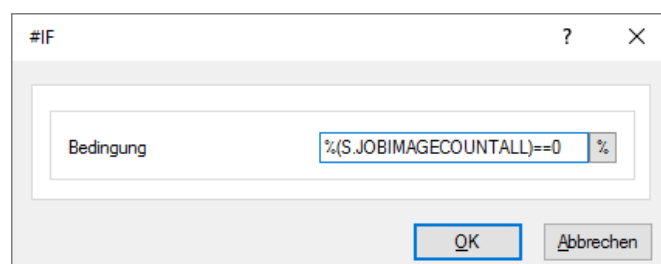 #IF ?
Bedingung %(S.JOBIMAGECOUNTALL)==0 %
OK Abbrechen